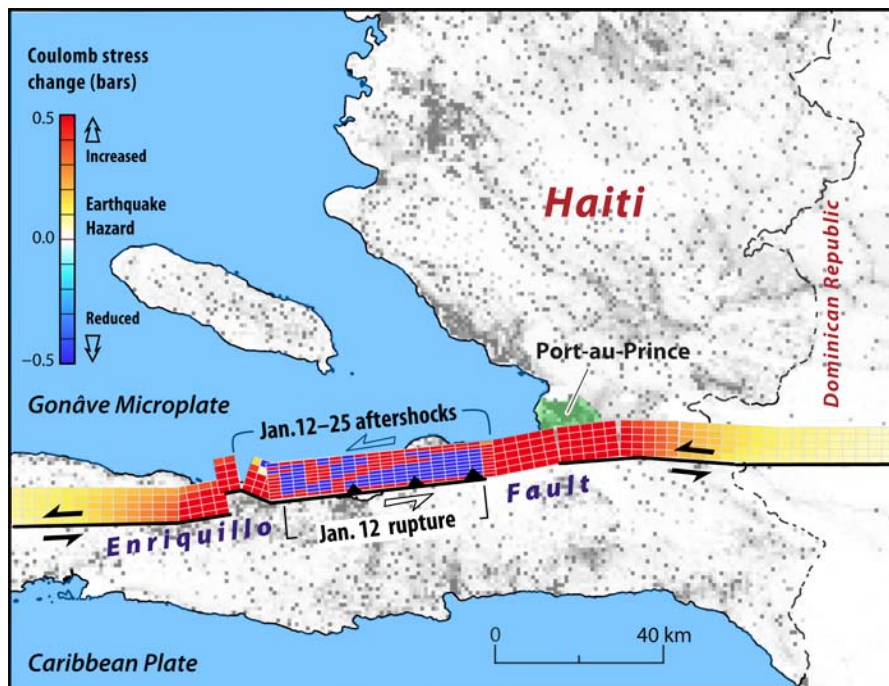 Coulomb stress
change (bars)
0.5
Increased
Earthquake
Hazard
0.0
Reduced
−0.5
Haiti
Dominican Republic
Port-au-Prince
Gonâve Microplate
Jan.12–25 aftershocks
Enriquillo Fault
Jan. 12 rupture
0 40 km
Caribbean Plate